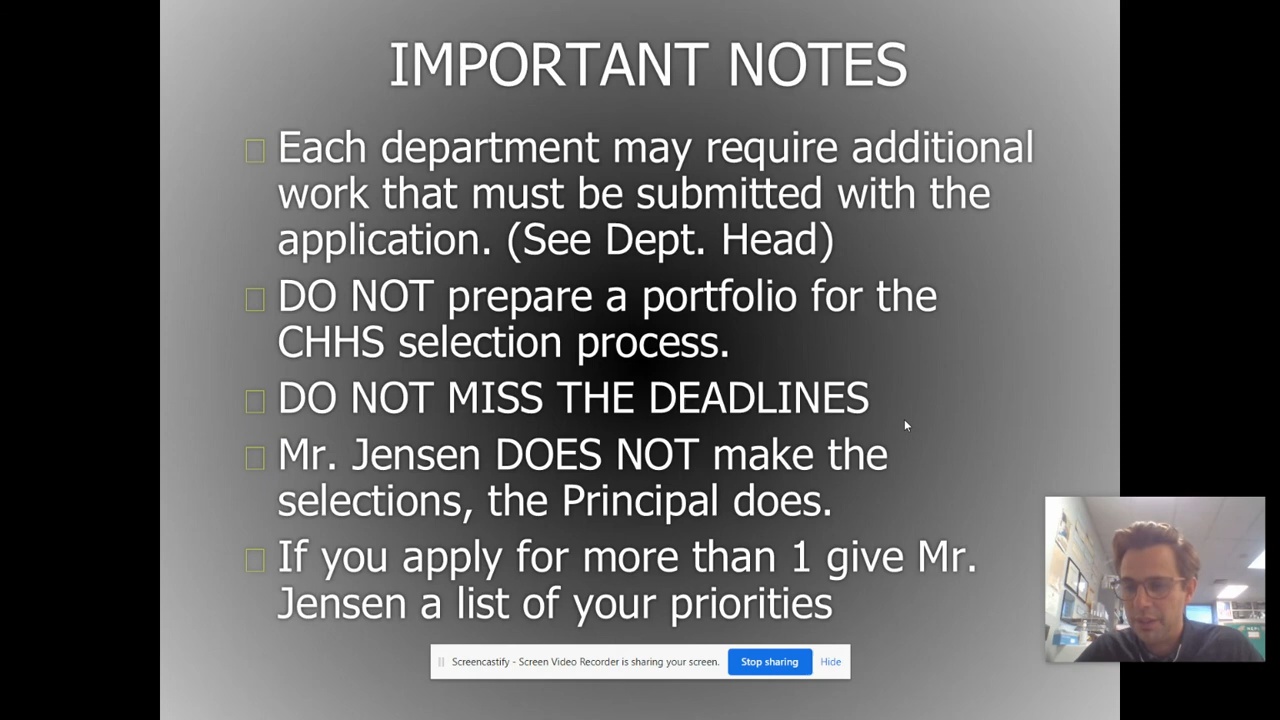 IMPORTANT NOTES
Each department may require additional
work that must be submitted with the
application. (See Dept. Head)
DO NOT prepare a portfolio for the
CHHS selection process.
DO NOT MISS THE DEADLINES
Mr. Jensen DOES NOT make the
selections, the Principal does.
If you apply for more than 1 give Mr.
Jensen a list of your priorities
Screencastify - Screen Video Recorder is sharing your screen.
Stop sharing
Hide